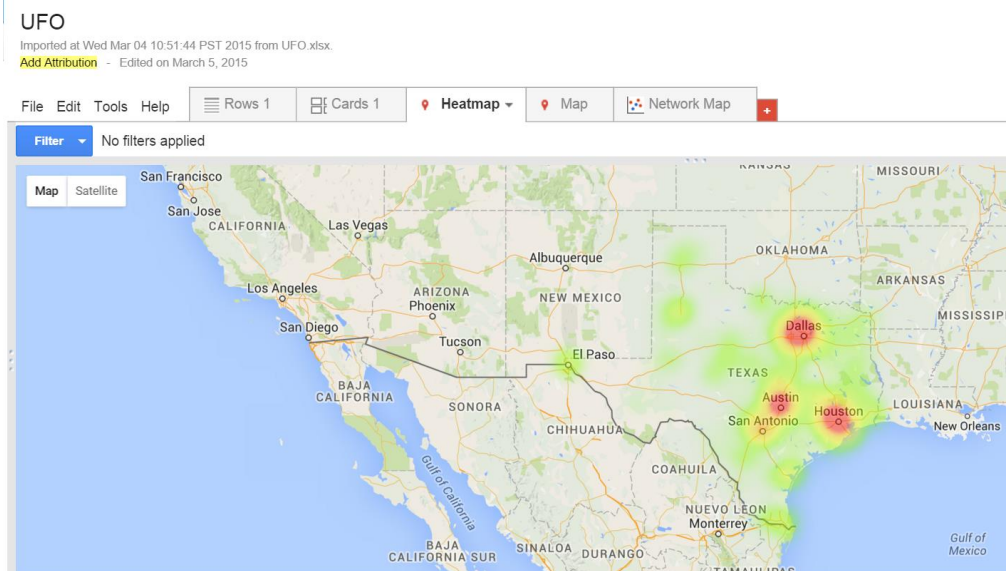 UFO
Imported at Wed Mar 04 10:51:44 PST 2015 from UFO.xlsx.
Add Attribution - Edited on March 5, 2015
File Edit Tools Help Rows 1 Cards 1 Heatmap Map Network Map +
Filter No filters applied
Map Satellite
San Francisco
KANSAS
MISSOURI
San Jose
CALIFORNIA
Las Vegas
Albuquerque
OKLAHOMA
ARKANSAS
Los Angeles
ARIZONA
NEW MEXICO
Phoenix
MISSISSIP
San Diego
Dallas
Tucson
El Paso
TEXAS
BAJA
CALIFORNIA
SONORA
Austin
Houston
LOUISIANA
San Antonio
New Orleans
CHIHUAHUA
COAHUILA
Gulf of
California
NUEVO LEON
Monterrey
Gulf of
Mexico
BAJA
CALIFORNIA SUR
SINALOA
DURANGO
TAMAULIPAS